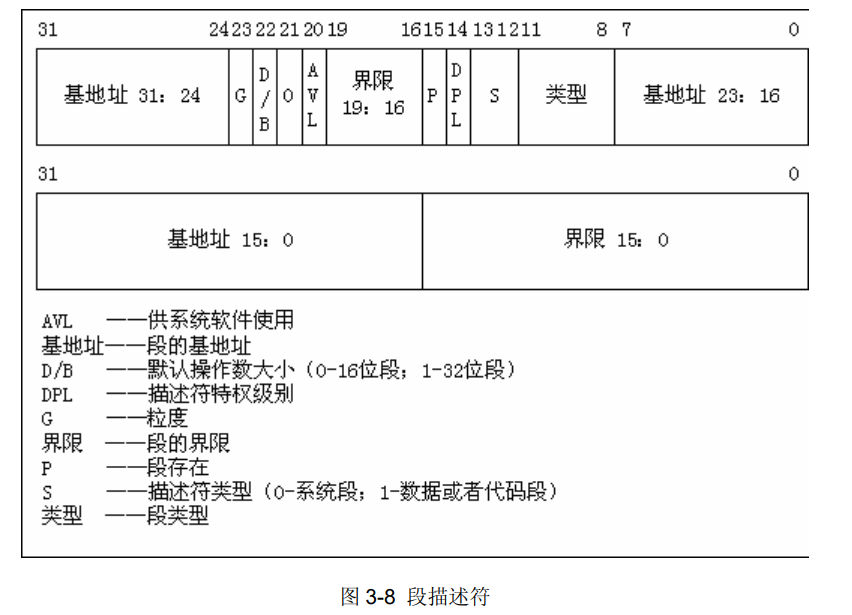 31 24 23 22 21 20 19 16 15 14 13 12 11 8 7 0
基地址 31：24 G D/B 0 AVL 界限 19：16 P DPL S 类型 基地址 23：16
31 0
基地址 15：0 界限 15：0
AVL ——供系统软件使用
基地址——段的基地址
D/B ——默认操作数大小（0-16位段；1-32位段）
DPL ——描述符特权级别
G ——粒度
界限 ——段的界限
P ——段存在
S ——描述符类型（0-系统段；1-数据或者代码段）
类型 ——段类型
图 3-8 段描述符